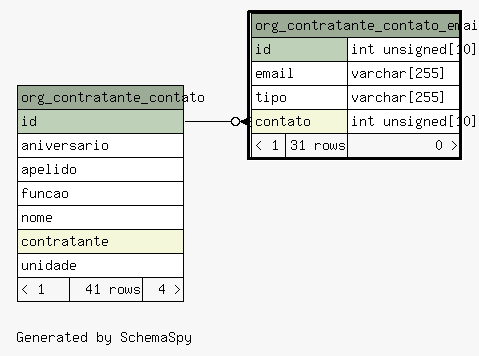 org_contratante_contato_emai
id int unsigned[10]
email varchar[255]
tipo varchar[255]
contato int unsigned[10]
< 1 31 rows 0 >
org_contratante_contato
id
aniversario
apelido
funcao
nome
contratante
unidade
< 1 41 rows 4 >
Generated by SchemaSpy